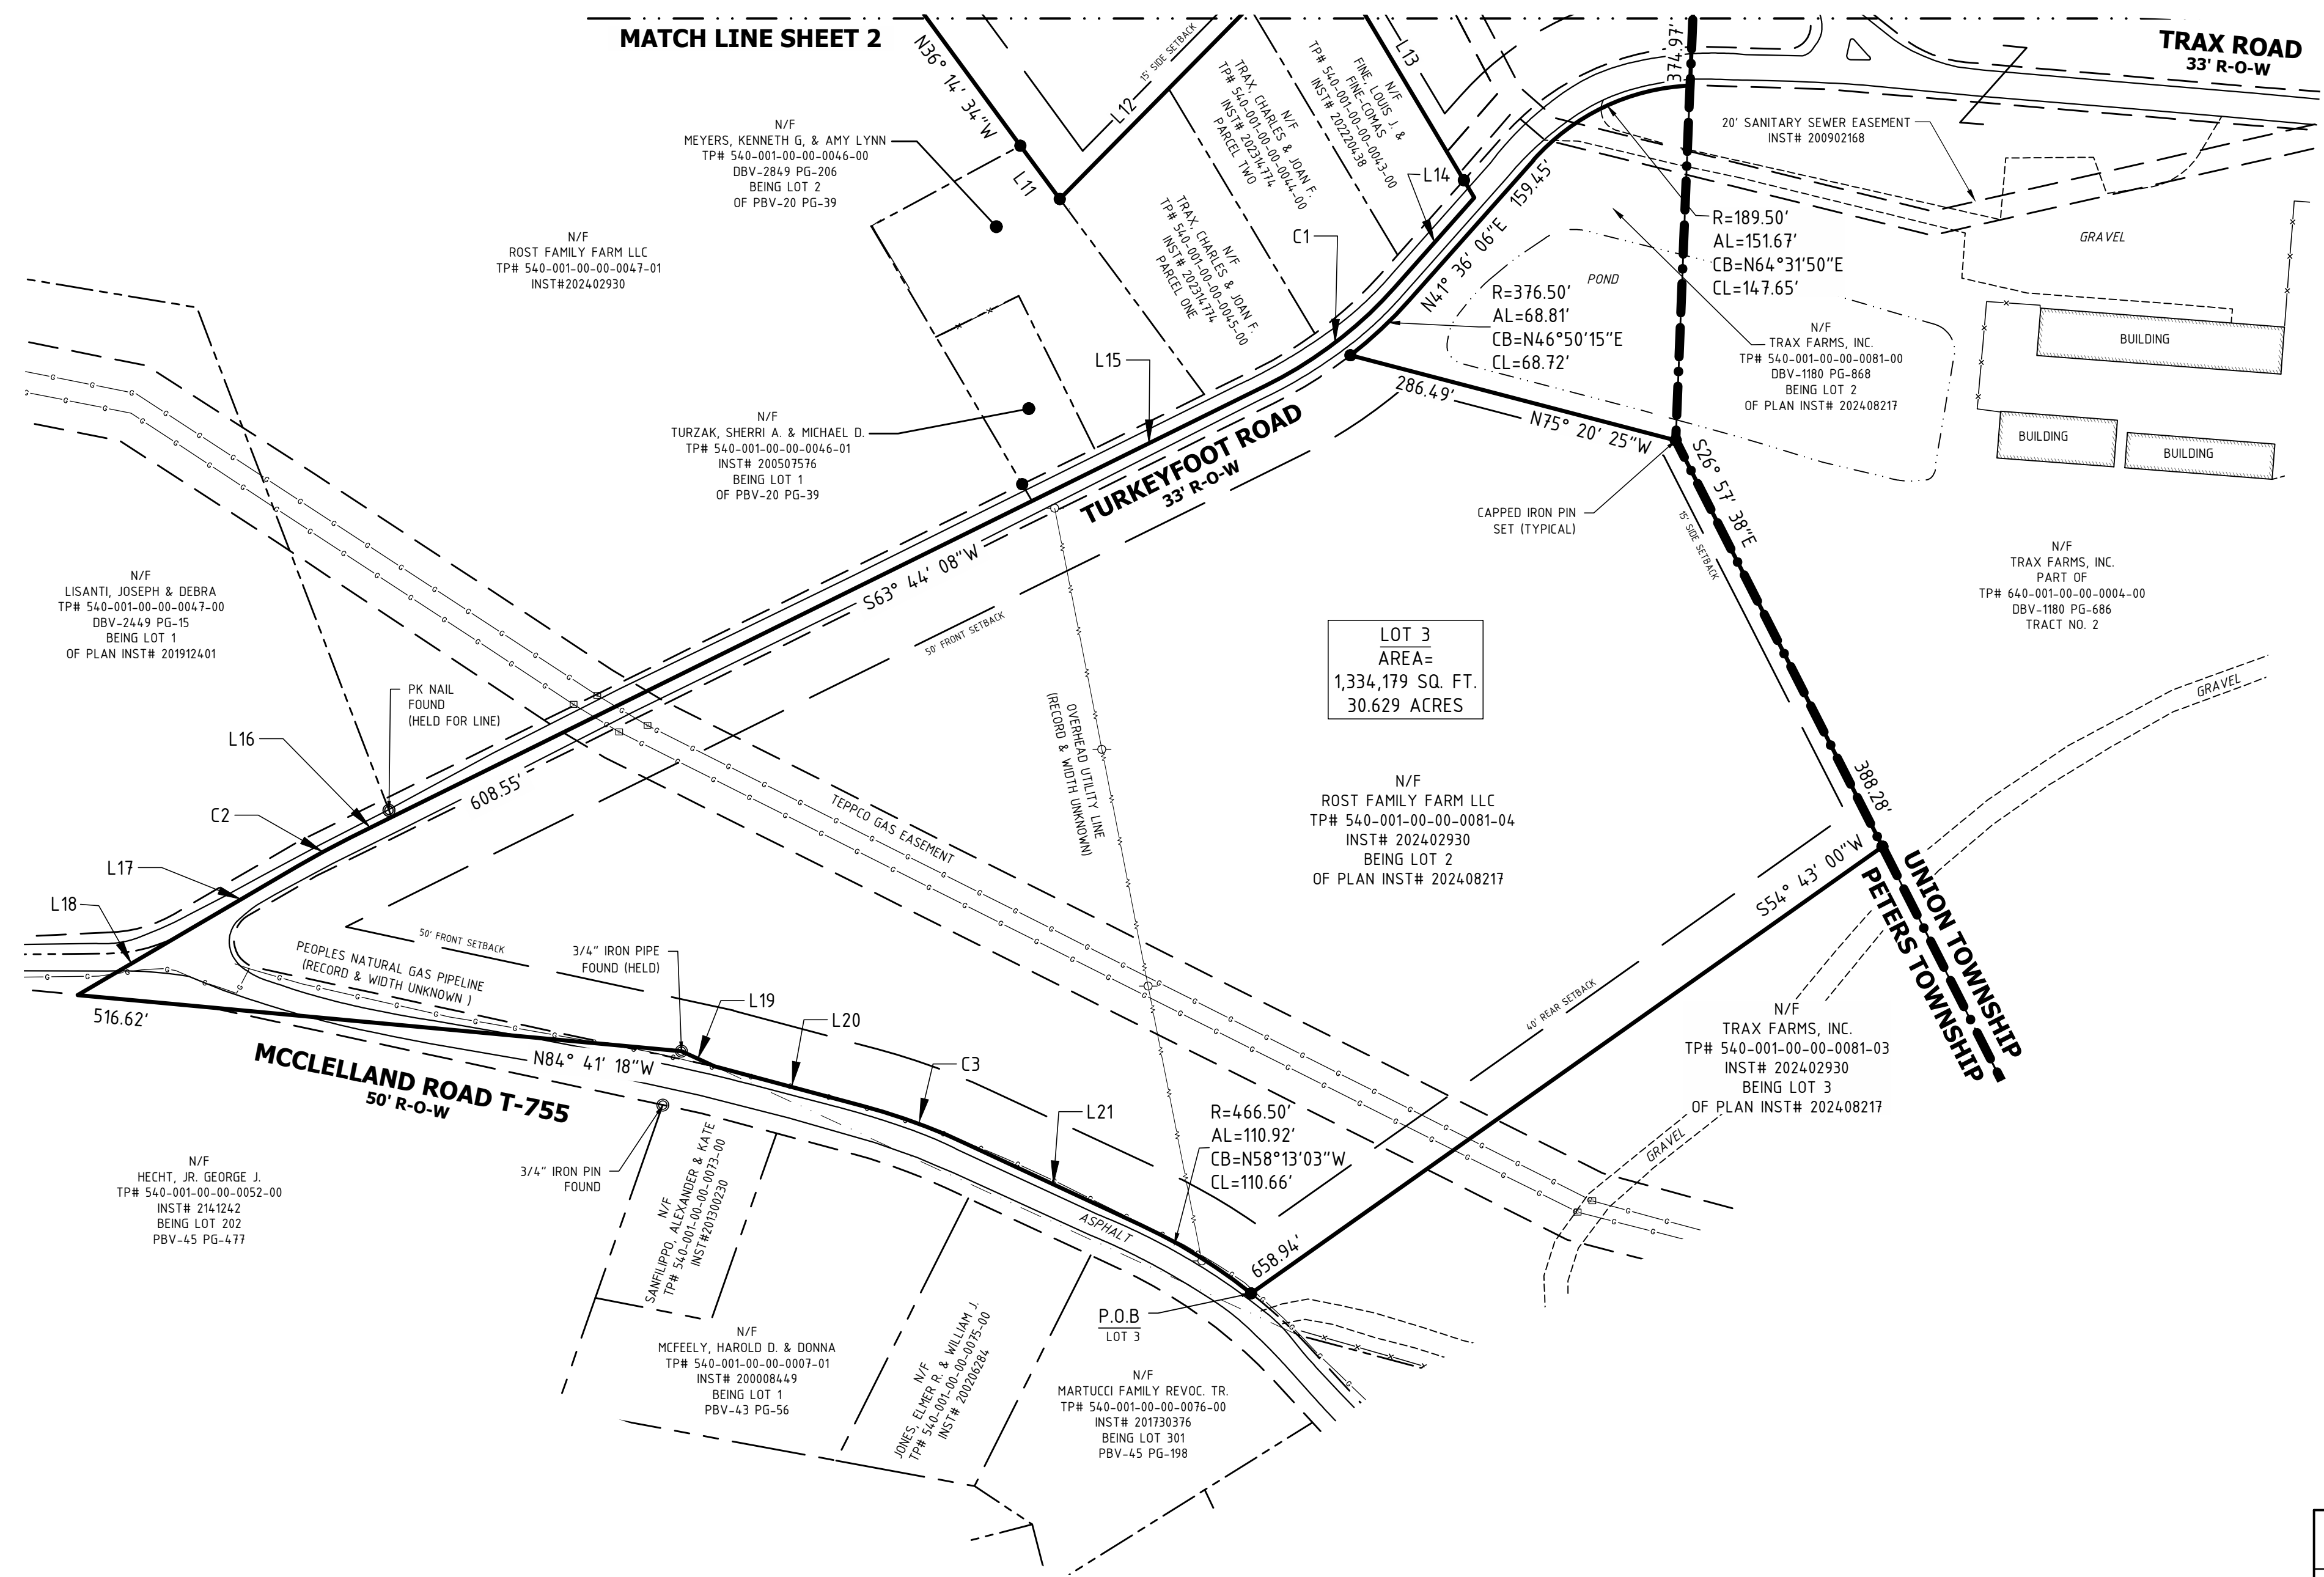 MATCH LINE SHEET 2
TRAX ROAD
33' R-O-W
N36° 14' 34"W
L11
L12
15' SIDE SETBACK
L13
L14
374.97'
N/F
MEYERS, KENNETH G, & AMY LYNN
TP# 540-001-00-00-0046-00
DBV-2849 PG-206
BEING LOT 2
OF PBV-20 PG-39
N/F
FINE, LOUIS J. &
FINE-COMAS
TP# 540-001-00-00-0043-00
INST# 202220438
N/F
TRAX, CHARLES & JOAN F.
TP# 540-001-00-00-0044-00
INST# 202314774
PARCEL TWO
N/F
TRAX, CHARLES & JOAN F.
TP# 540-001-00-00-0045-00
INST# 202314774
PARCEL ONE
20' SANITARY SEWER EASEMENT
INST# 200902168
GRAVEL
N/F
ROST FAMILY FARM LLC
TP# 540-001-00-00-0047-01
INST#202402930
C1
N41° 36' 06"E 159.45'
R=189.50'
AL=151.67'
CB=N64°31'50"E
CL=147.65'
POND
R=376.50'
AL=68.81'
CB=N46°50'15"E
CL=68.72'
N/F
TRAX FARMS, INC.
TP# 540-001-00-00-0081-00
DBV-1180 PG-868
BEING LOT 2
OF PLAN INST# 202408217
BUILDING
BUILDING
BUILDING
L15
N/F
TURZAK, SHERRI A. & MICHAEL D.
TP# 540-001-00-00-0046-01
INST# 200507576
BEING LOT 1
OF PBV-20 PG-39
286.49'
N75° 20' 25"W
TURKEYFOOT ROAD
33' R-O-W
S26° 57' 38"E
CAPPED IRON PIN
SET (TYPICAL)
15' SIDE SETBACK
N/F
TRAX FARMS, INC.
PART OF
TP# 640-001-00-00-0004-00
DBV-1180 PG-686
TRACT NO. 2
S63° 44' 08"W
50' FRONT SETBACK
N/F
LISANTI, JOSEPH & DEBRA
TP# 540-001-00-00-0047-00
DBV-2449 PG-15
BEING LOT 1
OF PLAN INST# 201912401
PK NAIL
FOUND
(HELD FOR LINE)
LOT 3
AREA=
1,334,179 SQ. FT.
30.629 ACRES
OVERHEAD UTILITY LINE
(RECORD & WIDTH UNKNOWN)
GRAVEL
L16
608.55'
C2
TEPPCO GAS EASEMENT
N/F
ROST FAMILY FARM LLC
TP# 540-001-00-00-0081-04
INST# 202402930
BEING LOT 2
OF PLAN INST# 202408217
388.28'
S54° 43' 00"W
UNION TOWNSHIP
PETERS TOWNSHIP
L17
L18
50' FRONT SETBACK
PEOPLES NATURAL GAS PIPELINE
(RECORD & WIDTH UNKNOWN )
3/4" IRON PIPE
FOUND (HELD)
L19
L20
516.62'
N84° 41' 18"W
MCCLELLAND ROAD T-755
50' R-O-W
40' REAR SETBACK
N/F
TRAX FARMS, INC.
TP# 540-001-00-00-0081-03
INST# 202402930
BEING LOT 3
OF PLAN INST# 202408217
C3
L21
R=466.50'
AL=110.92'
CB=N58°13'03"W
CL=110.66'
GRAVEL
3/4" IRON PIN
FOUND
N/F
SANFILIPPO, ALEXANDER & KATE
TP# 540-001-00-00-0073-00
INST#201300230
N/F
HECHT, JR. GEORGE J.
TP# 540-001-00-00-0052-00
INST# 2141242
BEING LOT 202
PBV-45 PG-477
ASPHALT
658.94'
P.O.B
LOT 3
N/F
MCFEELY, HAROLD D. & DONNA
TP# 540-001-00-00-0007-01
INST# 200008449
BEING LOT 1
PBV-43 PG-56
N/F
JONES, ELMER R. & WILLIAM J.
TP# 540-001-00-00-0075-00
INST# 200206284
N/F
MARTUCCI FAMILY REVOC. TR.
TP# 540-001-00-00-0076-00
INST# 201730376
BEING LOT 301
PBV-45 PG-198